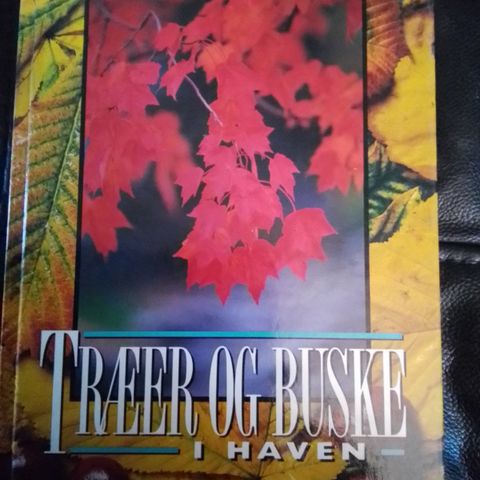 TRÆER OG BUSKE
I HAVEN